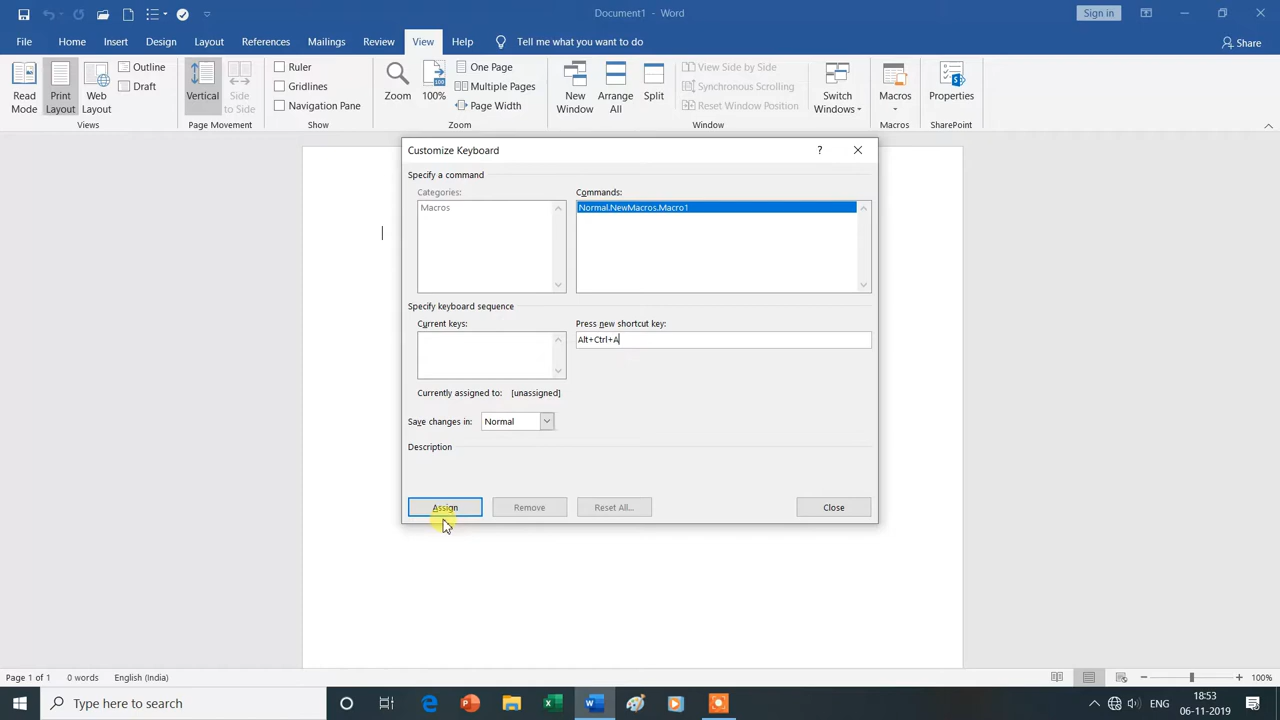 Document1 - Word
Sign in
File Home Insert Design Layout References Mailings Review View Help Tell me what you want to do Share
Read Mode
Print Layout
Web Layout
Outline
Draft
Views
Vertical
Side to Side
Page Movement
Ruler
Gridlines
Navigation Pane
Show
Zoom
100
100%
One Page
Multiple Pages
Page Width
Zoom
New Window
Arrange All
Split
View Side by Side
Synchronous Scrolling
Reset Window Position
Window
Switch Windows
Macros
Macros
Properties
SharePoint
Customize Keyboard
?
Specify a command
Categories:
Commands:
Macros
Normal.NewMacros.Macro1
Specify keyboard sequence
Current keys:
Press new shortcut key:
Alt+Ctrl+A
Currently assigned to: [unassigned]
Save changes in: Normal
Description
Assign Remove Reset All... Close
Page 1 of 1 0 words English (India) 100%
Type here to search
ENG
18:53
06-11-2019